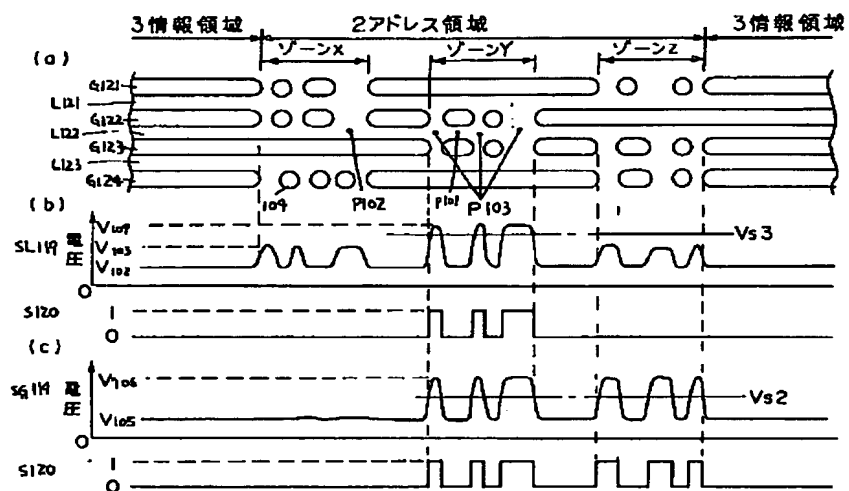 3情報領域 2アドレス領域 3情報領域
(a) ゾーンX ゾーンY ゾーンZ
G121
L121
G122
L122
G123
L123
G124
104 P102 P101 P103
(b)
V109
V103
V102
0
SL119 電圧
Vs3
S120 1
0
(c)
V106
V105
0
SG119 電圧
Vs2
S120 1
0